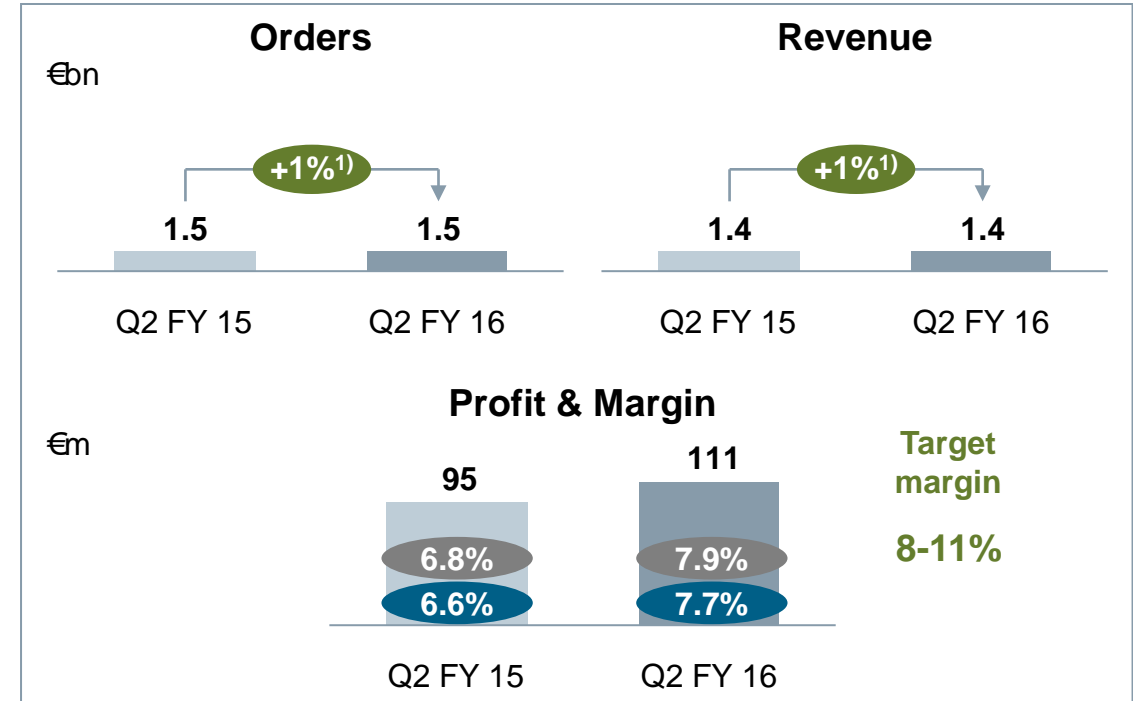 Orders
€bn
+1%1)
1.5
1.5
Q2 FY 15
Q2 FY 16
Revenue
+1%1)
1.4
1.4
Q2 FY 15
Q2 FY 16
Profit & Margin
€m
95
111
6.8%
7.9%
6.6%
7.7%
Q2 FY 15
Q2 FY 16
Target
margin
8-11%